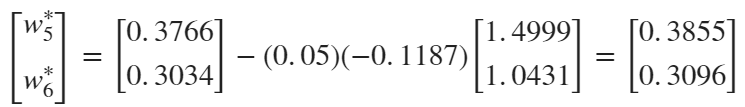 [w₅* w₆*] = [0.3766 0.3034] − (0.05)(−0.1187) [1.4999 1.0431] = [0.3855 0.3096]